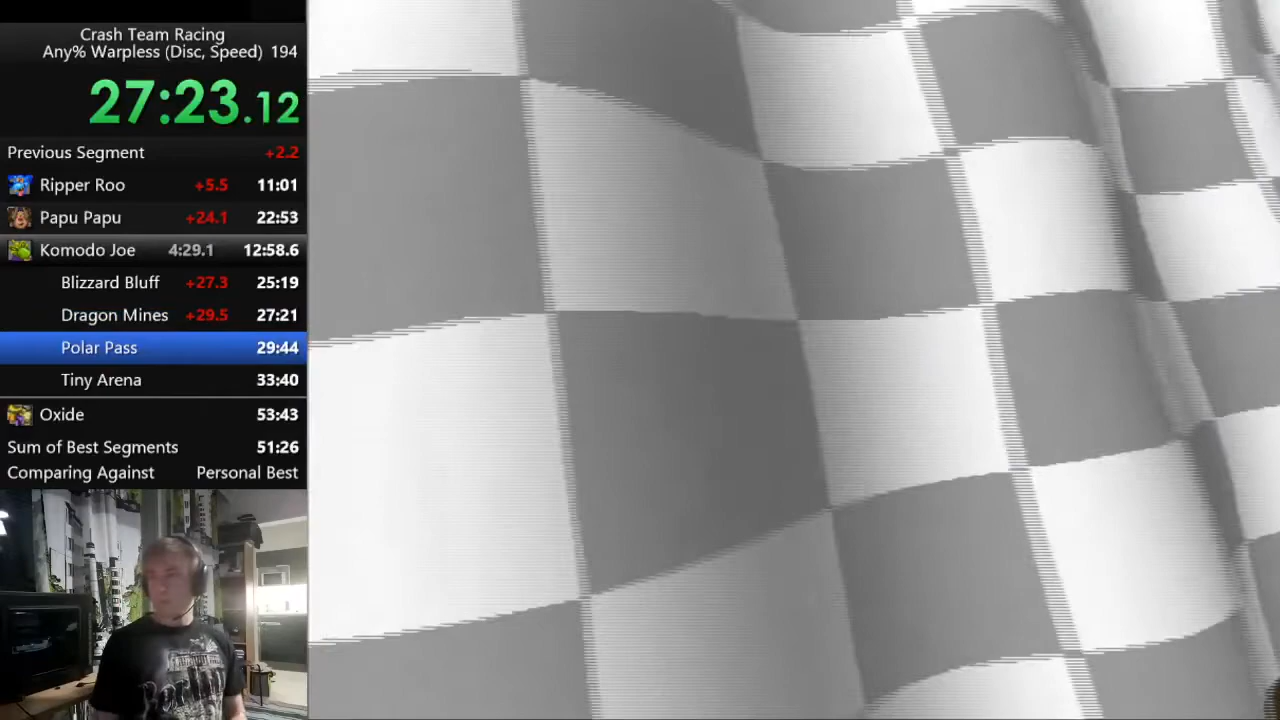 Crash Team Racing
Any% Warpless (Disc, Speed) 194
27:23.12
Previous Segment +2.2
Ripper Roo +5.5 11:01
Papu Papu +24.1 22:53
Komodo Joe 4:29.1 12:58.6
Blizzard Bluff +27.3 23:19
Dragon Mines +29.5 27:21
Polar Pass 29:44
Tiny Arena 33:40
Oxide 53:43
Sum of Best Segments 51:26
Comparing Against Personal Best